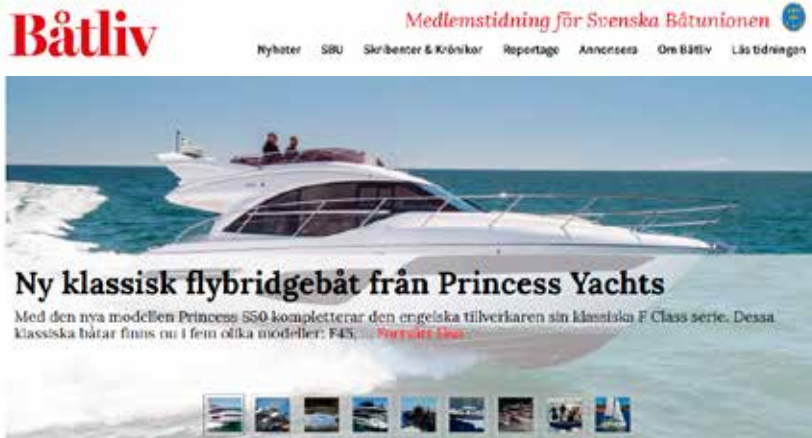 Båtliv
Medlemstidning för Svenska Båtunionen
Nyheter SBU Skribenter & Krönikor Reportage Annonsera Om Båtliv Läs tidningen
Ny klassisk flybridgebåt från Princess Yachts
Med den nya modellen Princess S50 kompletterar den engelska tillverkaren sin klassiska F Class serie. Dessa
klassiska båtar finns nu i fem olika modeller: F45, ... Fortsätt läsa